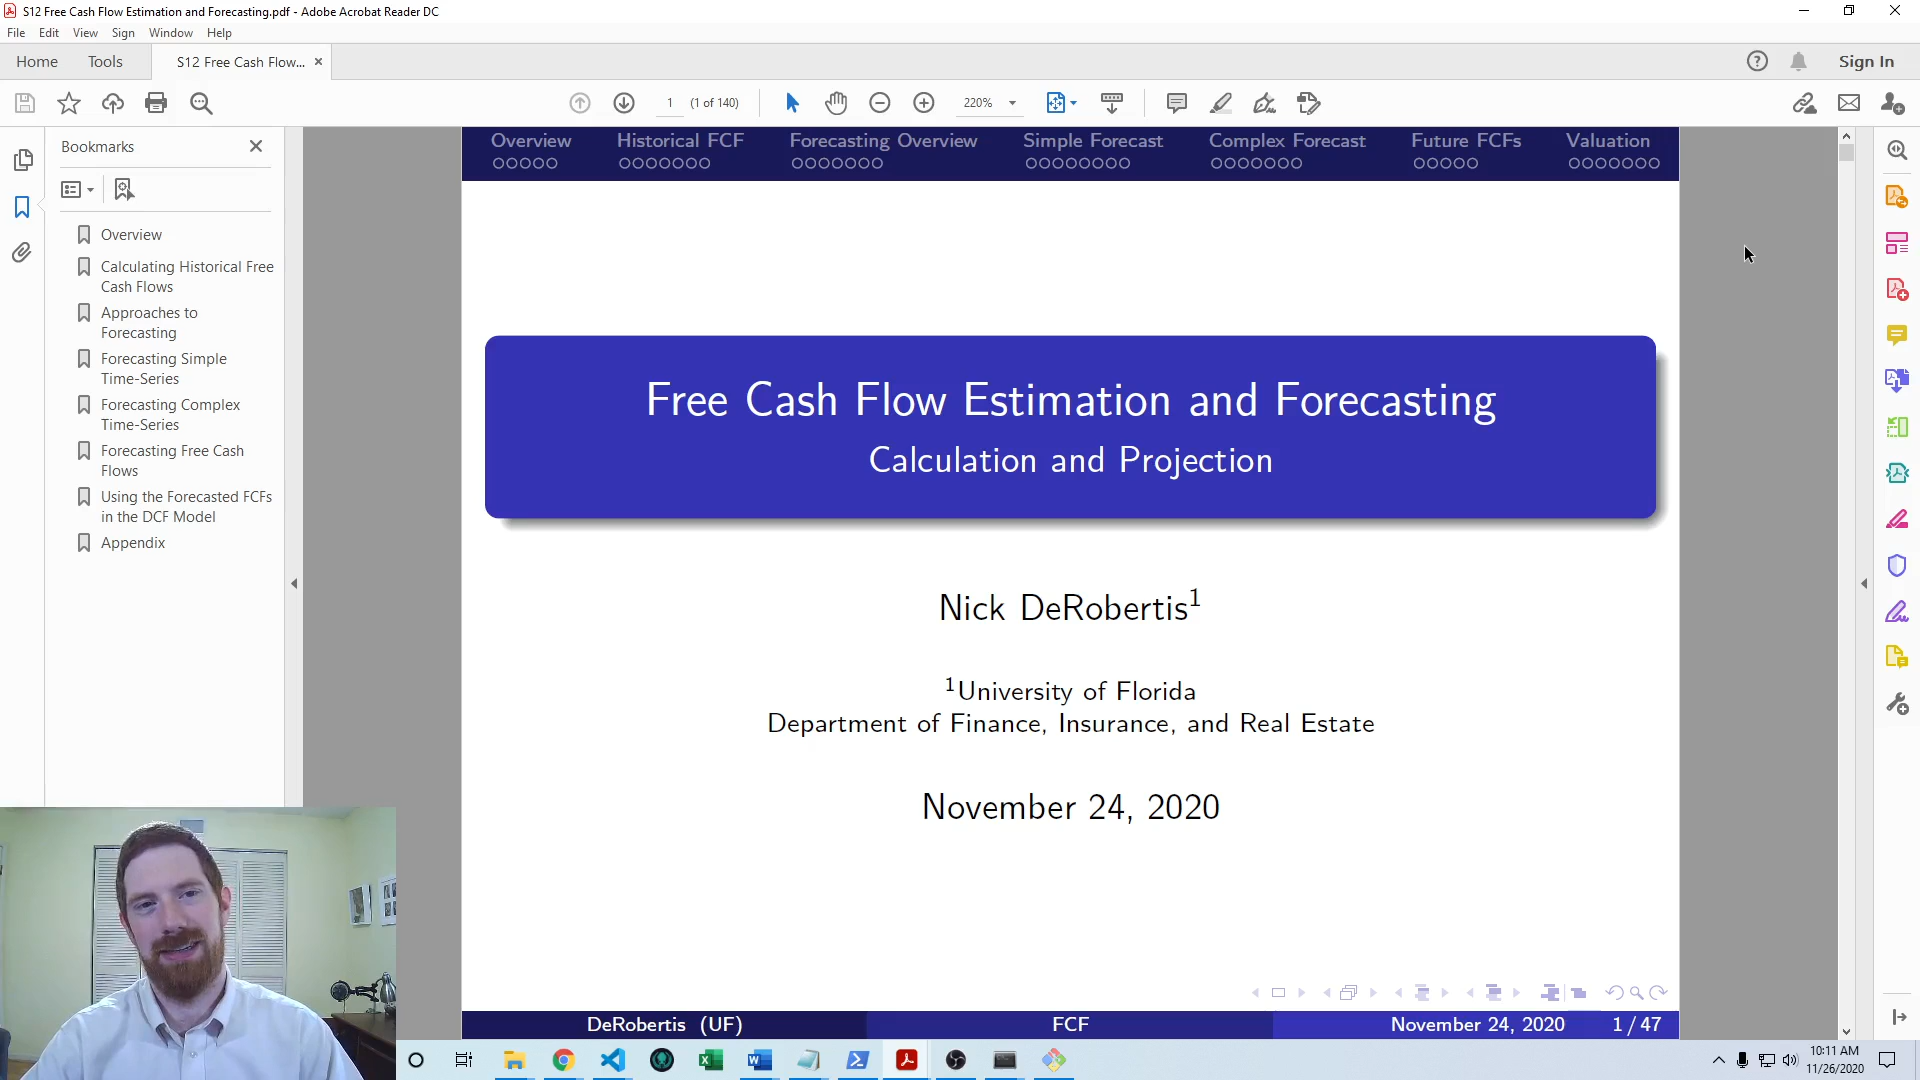 S12 Free Cash Flow Estimation and Forecasting.pdf - Adobe Acrobat Reader DC
File Edit View Sign Window Help
Home Tools S12 Free Cash Flow... × Sign In
1 (1 of 140) 220%
Bookmarks
Overview
Calculating Historical Free
Cash Flows
Approaches to
Forecasting
Forecasting Simple
Time-Series
Forecasting Complex
Time-Series
Forecasting Free Cash
Flows
Using the Forecasted FCFs
in the DCF Model
Appendix
Overview Historical FCF Forecasting Overview Simple Forecast Complex Forecast Future FCFs Valuation
Free Cash Flow Estimation and Forecasting
Calculation and Projection
Nick DeRobertis¹
¹University of Florida
Department of Finance, Insurance, and Real Estate
November 24, 2020
DeRobertis (UF) FCF November 24, 2020 1 / 47
10:11 AM
11/26/2020